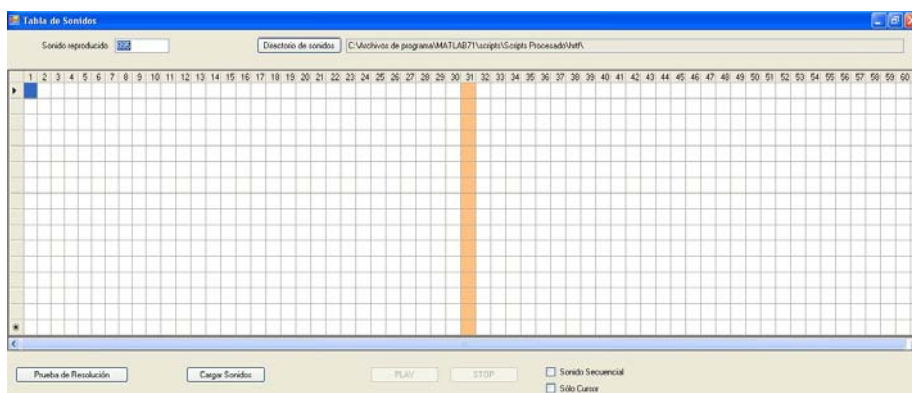 Tabla de Sonidos
Sonido reproducido Directorio de sonidos C:\Archivos de programa\MATLAB71\scripts\Scripts Procesado\hrtf\
1 2 3 4 5 6 7 8 9 10 11 12 13 14 15 16 17 18 19 20 21 22 23 24 25 26 27 28 29 30 31 32 33 34 35 36 37 38 39 40 41 42 43 44 45 46 47 48 49 50 51 52 53 54 55 56 57 58 59 60
Prueba de Resolución Cargar Sonidos PLAY STOP Sonido Secuencial
Sólo Cursor